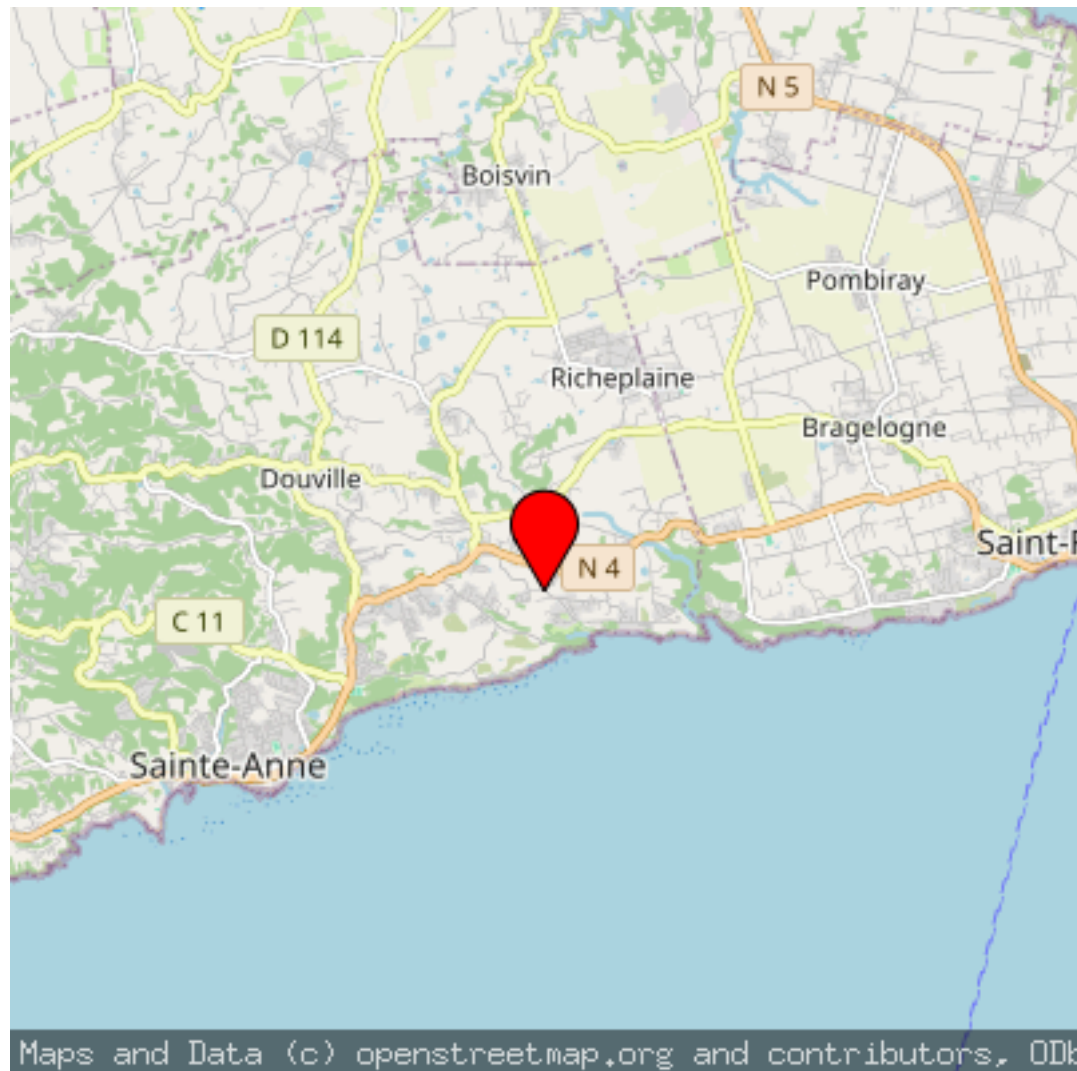 N 5
Boisvin
Pombiray
D 114
Richeplaine
Bragelogne
Douville
Saint-F
N 4
C 11
Sainte-Anne
Maps and Data (c) openstreetmap.org and contributors, ODb